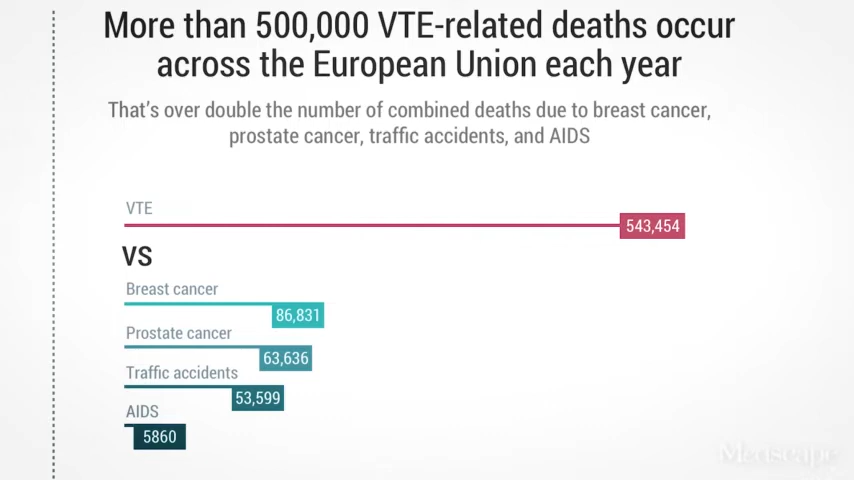 More than 500,000 VTE-related deaths occur
across the European Union each year
That's over double the number of combined deaths due to breast cancer,
prostate cancer, traffic accidents, and AIDS
VTE
543,454
VS
Breast cancer
86,831
Prostate cancer
63,636
Traffic accidents
53,599
AIDS
5860
Medscape